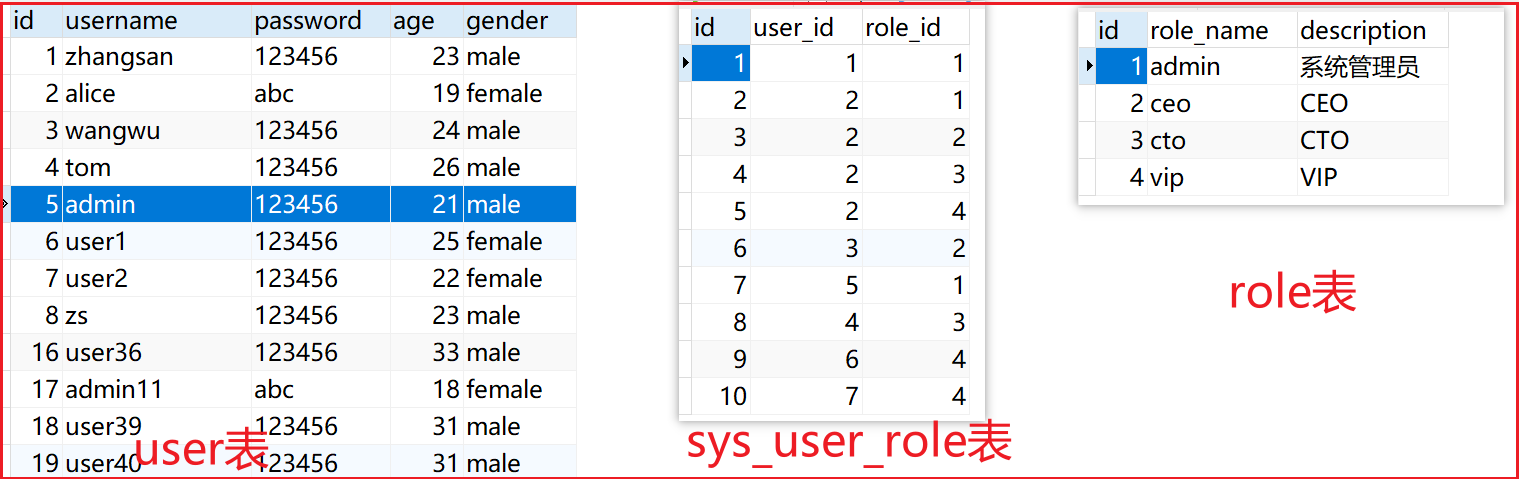 id username password age gender
1 zhangsan 123456 23 male
2 alice abc 19 female
3 wangwu 123456 24 male
4 tom 123456 26 male
5 admin 123456 21 male
6 user1 123456 25 female
7 user2 123456 22 female
8 zs 123456 23 male
16 user36 123456 33 male
17 admin11 abc 18 female
18 user39 123456 31 male
19 user40 123456 31 male
user表
id user_id role_id
1 1 1
2 2 1
3 2 2
4 2 3
5 2 4
6 3 2
7 5 1
8 4 3
9 6 4
10 7 4
sys_user_role表
id role_name description
1 admin 系统管理员
2 ceo CEO
3 cto CTO
4 vip VIP
role表